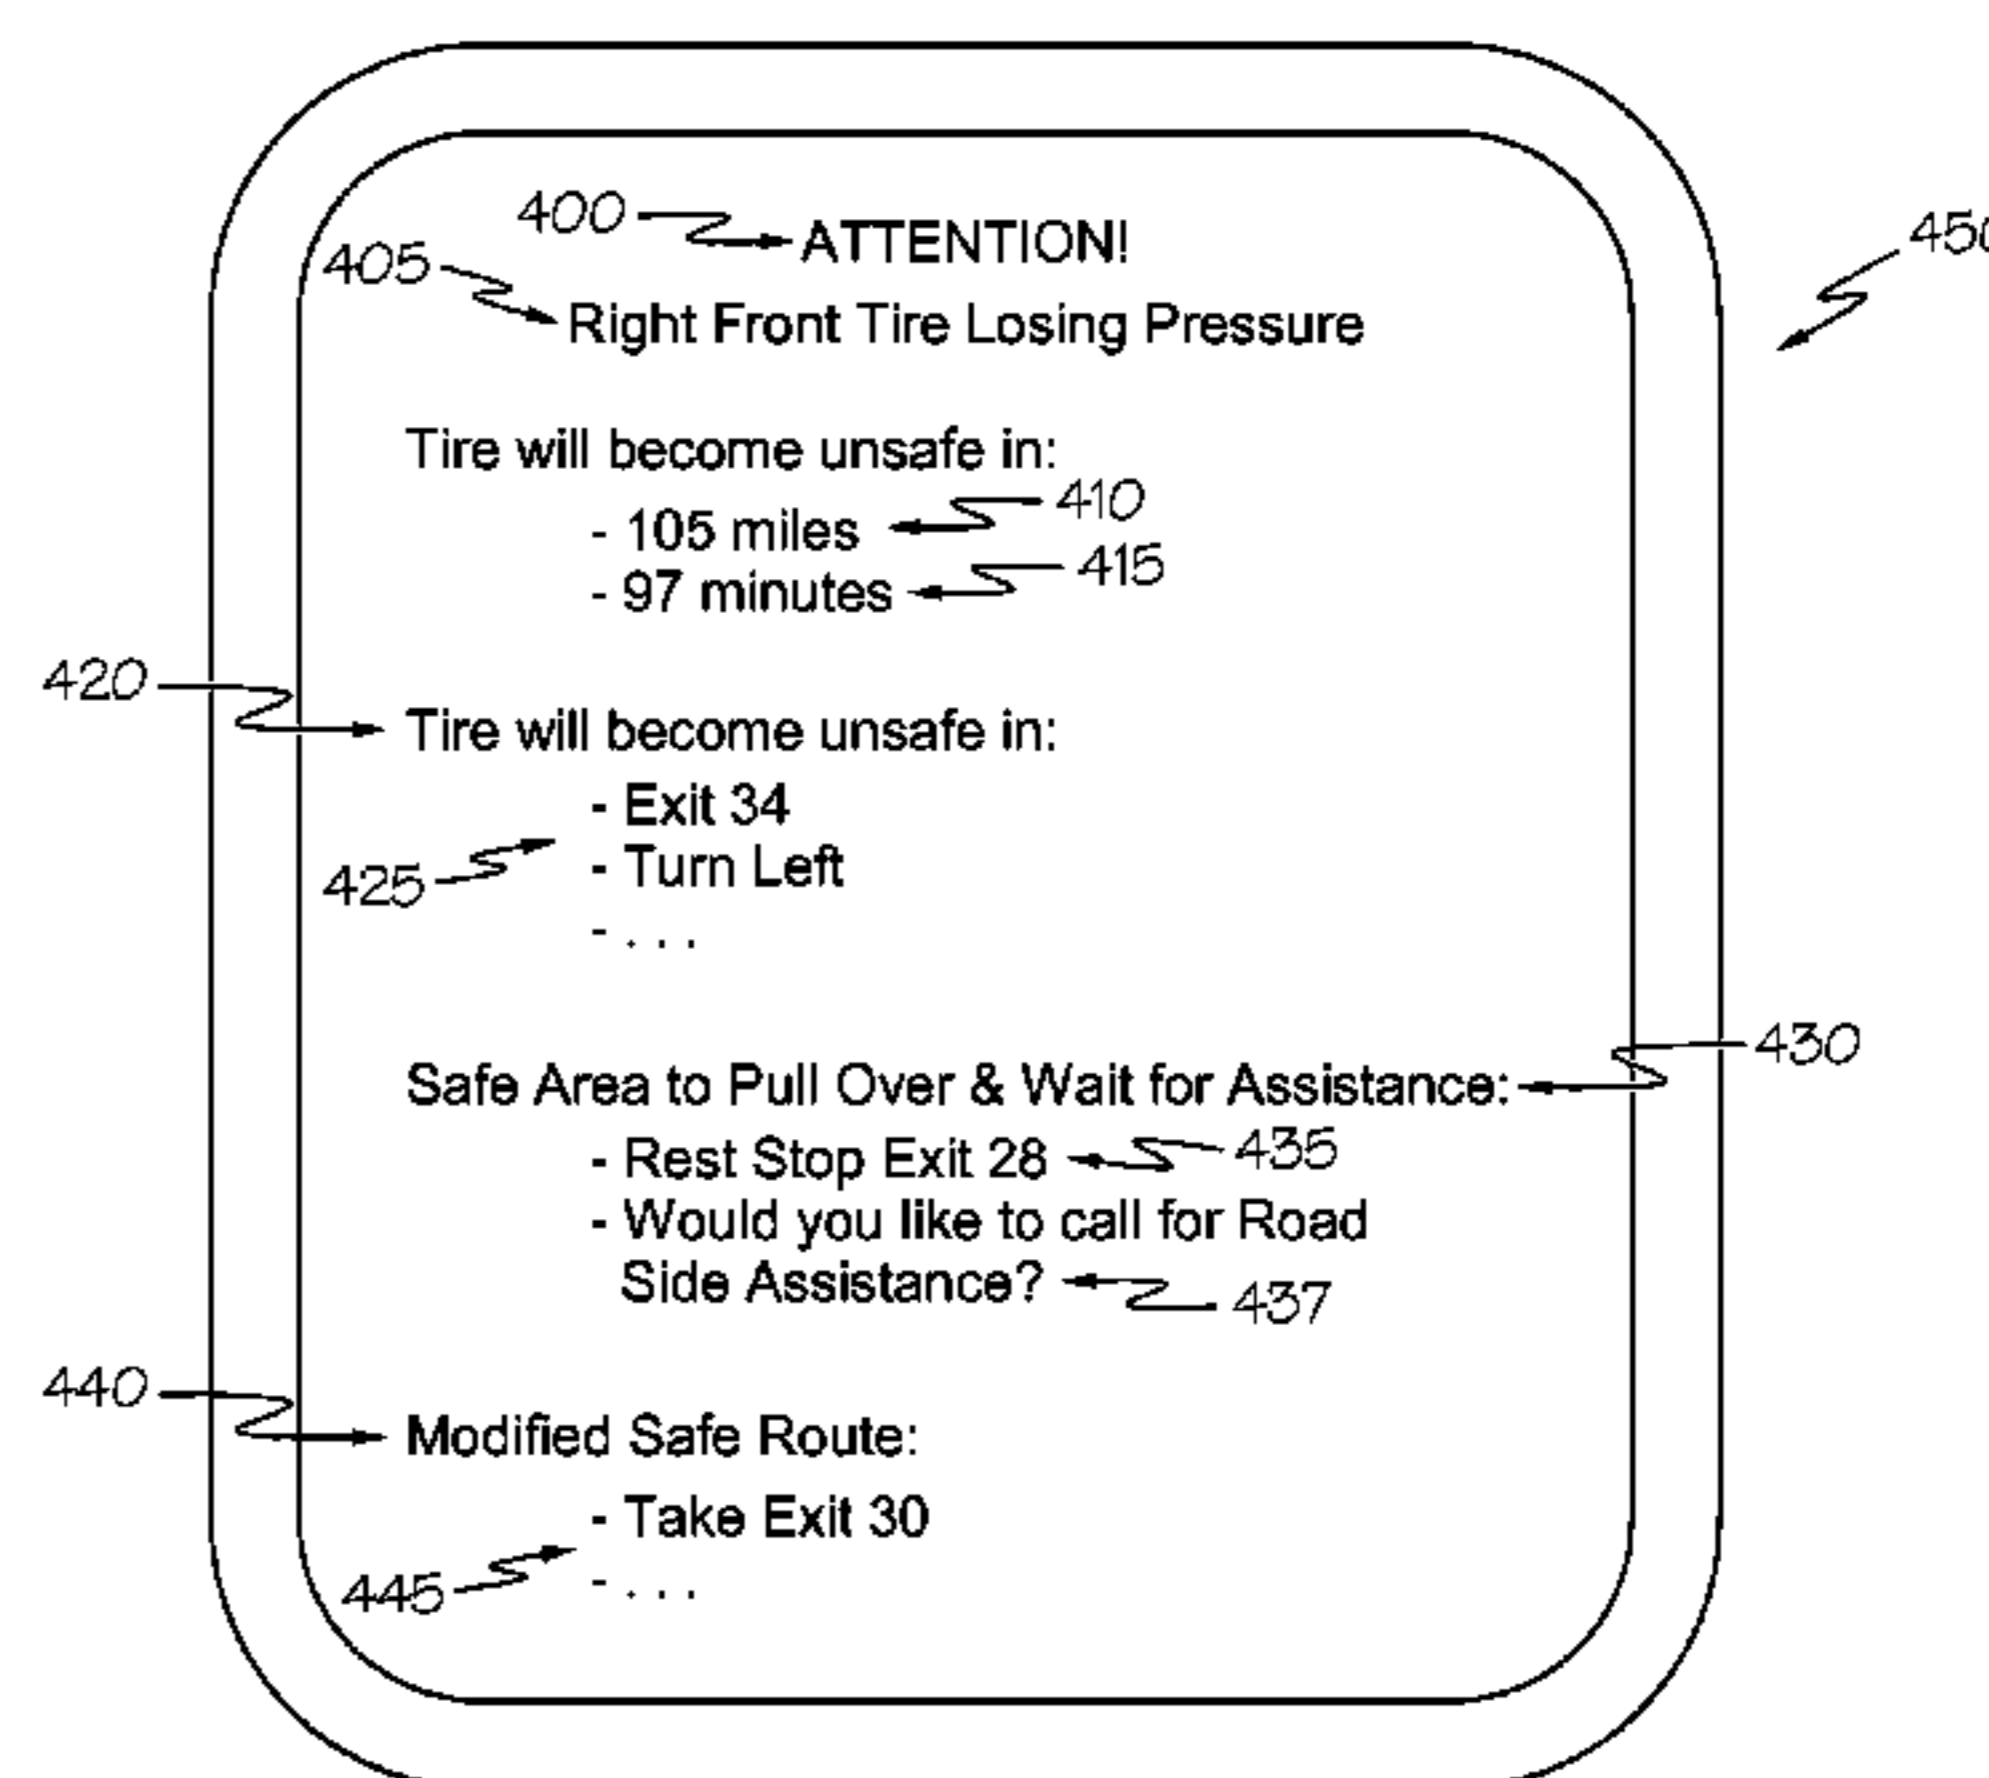 400 ATTENTION!
405 Right Front Tire Losing Pressure
450
Tire will become unsafe in:
- 105 miles 410
- 97 minutes 415
420 Tire will become unsafe in:
- Exit 34
425 - Turn Left
- . . .
Safe Area to Pull Over & Wait for Assistance: 430
- Rest Stop Exit 28 435
- Would you like to call for Road
Side Assistance? 437
440 Modified Safe Route:
- Take Exit 30
445 - . . .